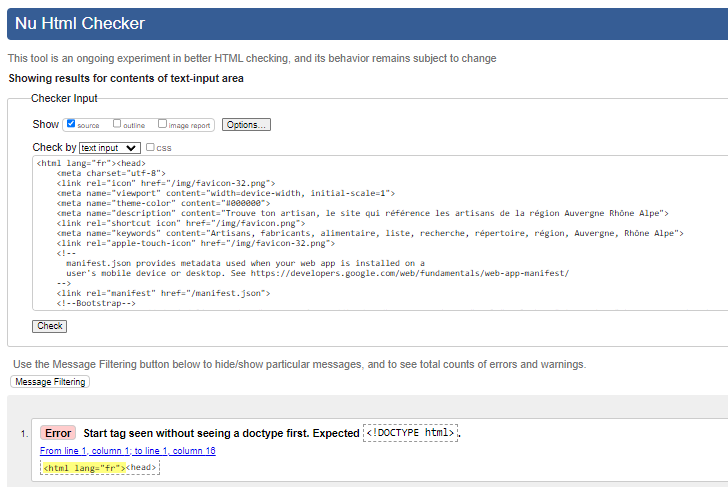 Nu Html Checker
This tool is an ongoing experiment in better HTML checking, and its behavior remains subject to change
Showing results for contents of text-input area
Checker Input
Show source outline image report Options...
Check by text input css
<html lang="fr"><head>
<meta charset="utf-8">
<link rel="icon" href="/img/favicon-32.png">
<meta name="viewport" content="width=device-width, initial-scale=1">
<meta name="theme-color" content="#000000">
<meta name="description" content="Trouve ton artisan, le site qui référence les artisans de la région Auvergne Rhône Alpe">
<link rel="shortcut icon" href="/img/favicon.png">
<meta name="keywords" content="Artisans, fabricants, alimentaire, liste, recherche, répertoire, région, Auvergne, Rhône Alpe">
<link rel="apple-touch-icon" href="/img/favicon-32.png">
<!--
manifest.json provides metadata used when your web app is installed on a
user's mobile device or desktop. See https://developers.google.com/web/fundamentals/web-app-manifest/
-->
<link rel="manifest" href="/manifest.json">
<!--Bootstrap-->
Check
Use the Message Filtering button below to hide/show particular messages, and to see total counts of errors and warnings.
Message Filtering
1. Error Start tag seen without seeing a doctype first. Expected <!DOCTYPE html>.
From line 1, column 1; to line 1, column 16
<html lang="fr"><head>